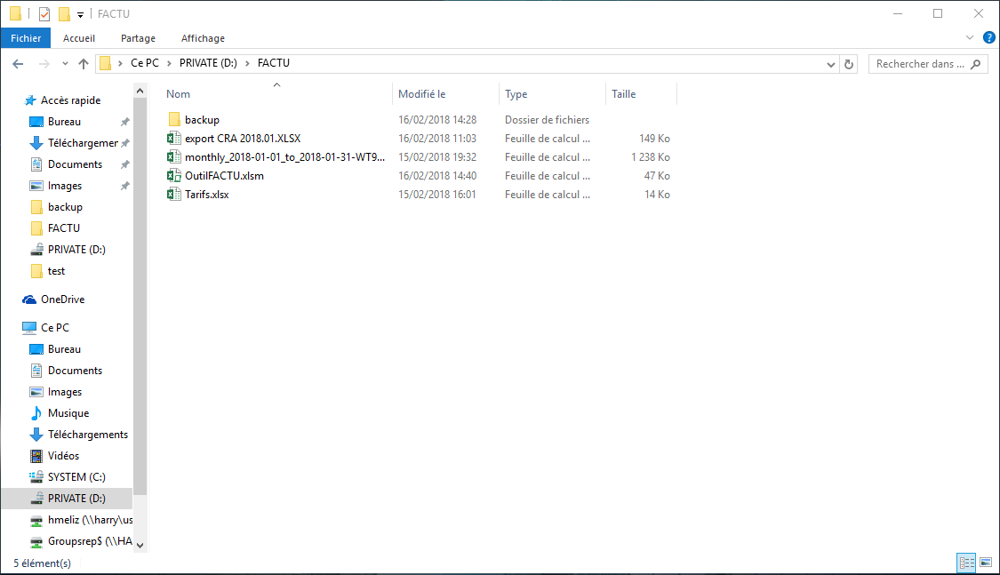 FACTU
Fichier Accueil Partage Affichage
Ce PC PRIVATE (D:) FACTU Rechercher dans ...
Accès rapide
Bureau
Téléchargemer
Documents
Images
backup
FACTU
PRIVATE (D:)
test
OneDrive
Ce PC
Bureau
Documents
Images
Musique
Téléchargements
Vidéos
SYSTEM (C:)
PRIVATE (D:)
hmeliz (\\harry\us
Groupsrep$ (\\HA
Nom Modifié le Type Taille
backup 16/02/2018 14:28 Dossier de fichiers
export CRA 2018.01.XLSX 16/02/2018 11:03 Feuille de calcul ... 149 Ko
monthly_2018-01-01_to_2018-01-31-WT9... 15/02/2018 19:32 Feuille de calcul ... 1 238 Ko
OutilFACTU.xlsm 16/02/2018 14:40 Feuille de calcul ... 47 Ko
Tarifs.xlsx 15/02/2018 16:01 Feuille de calcul ... 14 Ko
5 élément(s)